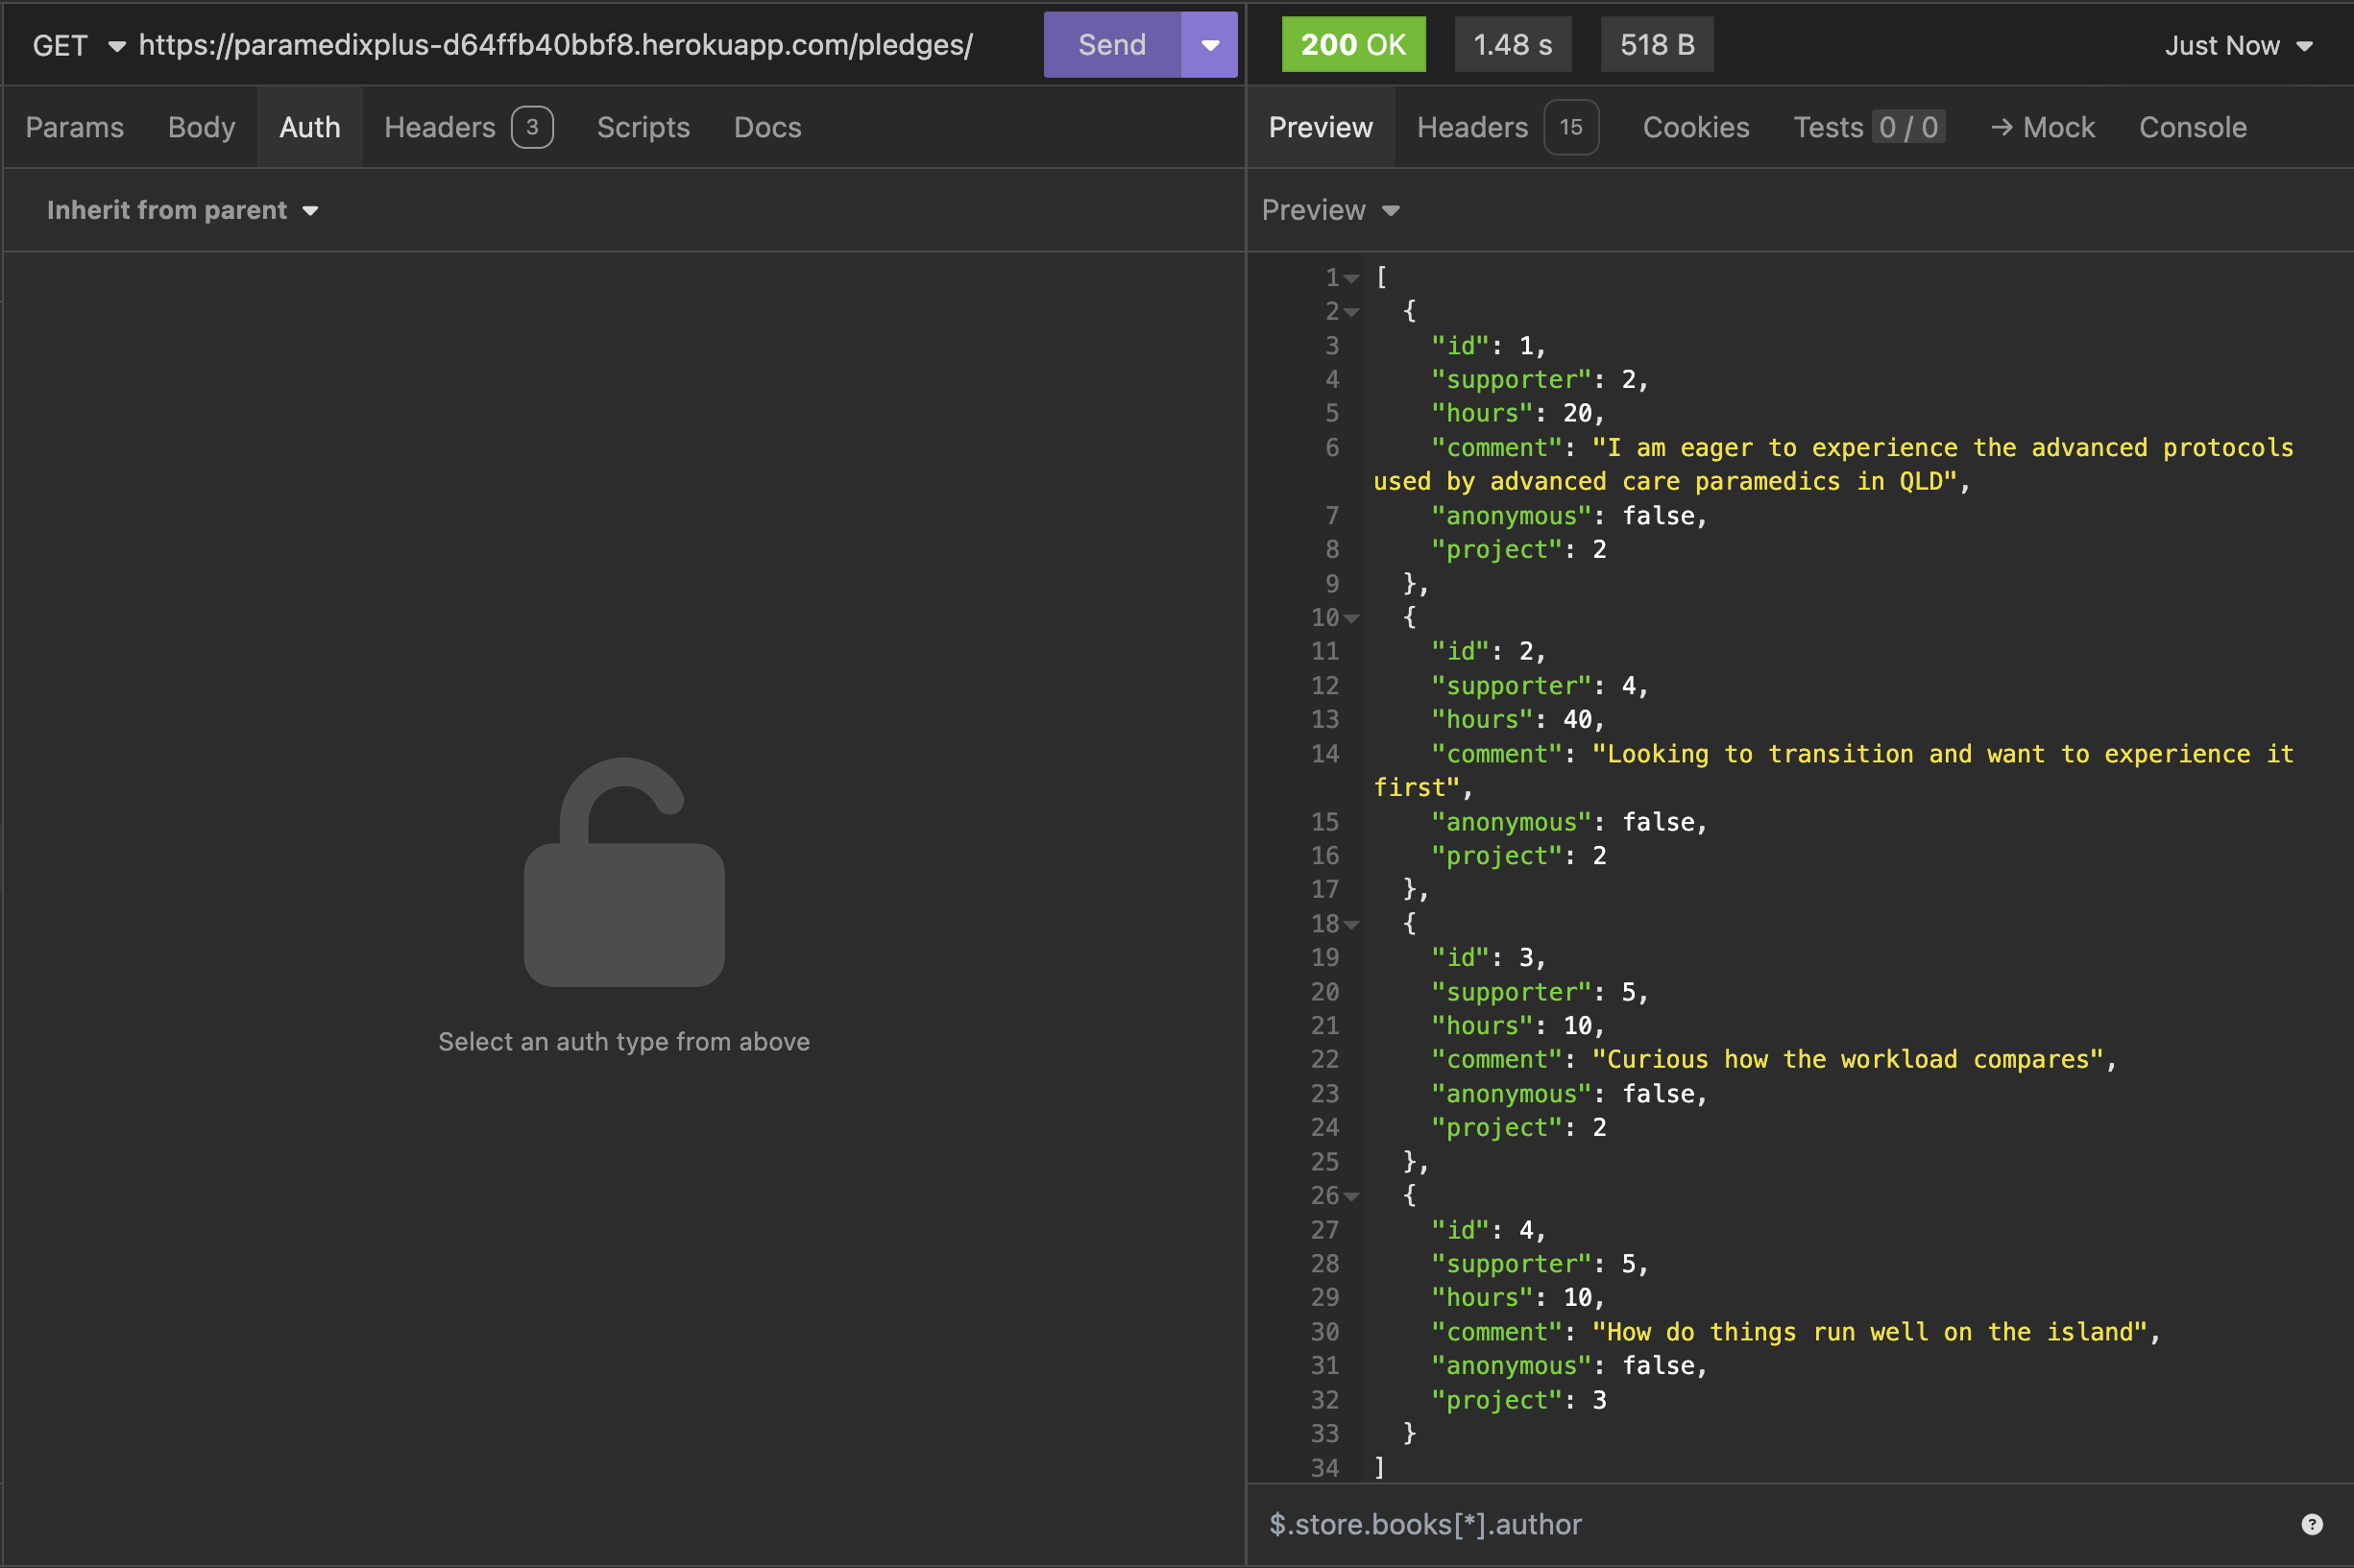 GET https://paramedixplus-d64ffb40bbf8.herokuapp.com/pledges/ Send
200 OK 1.48 s 518 B Just Now
Params Body Auth Headers 3 Scripts Docs
Preview Headers 15 Cookies Tests 0 / 0 → Mock Console
Inherit from parent
Preview
Select an auth type from above
1 [
2 {
3 "id": 1,
4 "supporter": 2,
5 "hours": 20,
6 "comment": "I am eager to experience the advanced protocols
used by advanced care paramedics in QLD",
7 "anonymous": false,
8 "project": 2
9 },
10 {
11 "id": 2,
12 "supporter": 4,
13 "hours": 40,
14 "comment": "Looking to transition and want to experience it
first",
15 "anonymous": false,
16 "project": 2
17 },
18 {
19 "id": 3,
20 "supporter": 5,
21 "hours": 10,
22 "comment": "Curious how the workload compares",
23 "anonymous": false,
24 "project": 2
25 },
26 {
27 "id": 4,
28 "supporter": 5,
29 "hours": 10,
30 "comment": "How do things run well on the island",
31 "anonymous": false,
32 "project": 3
33 }
34 ]
$.store.books[*].author ?